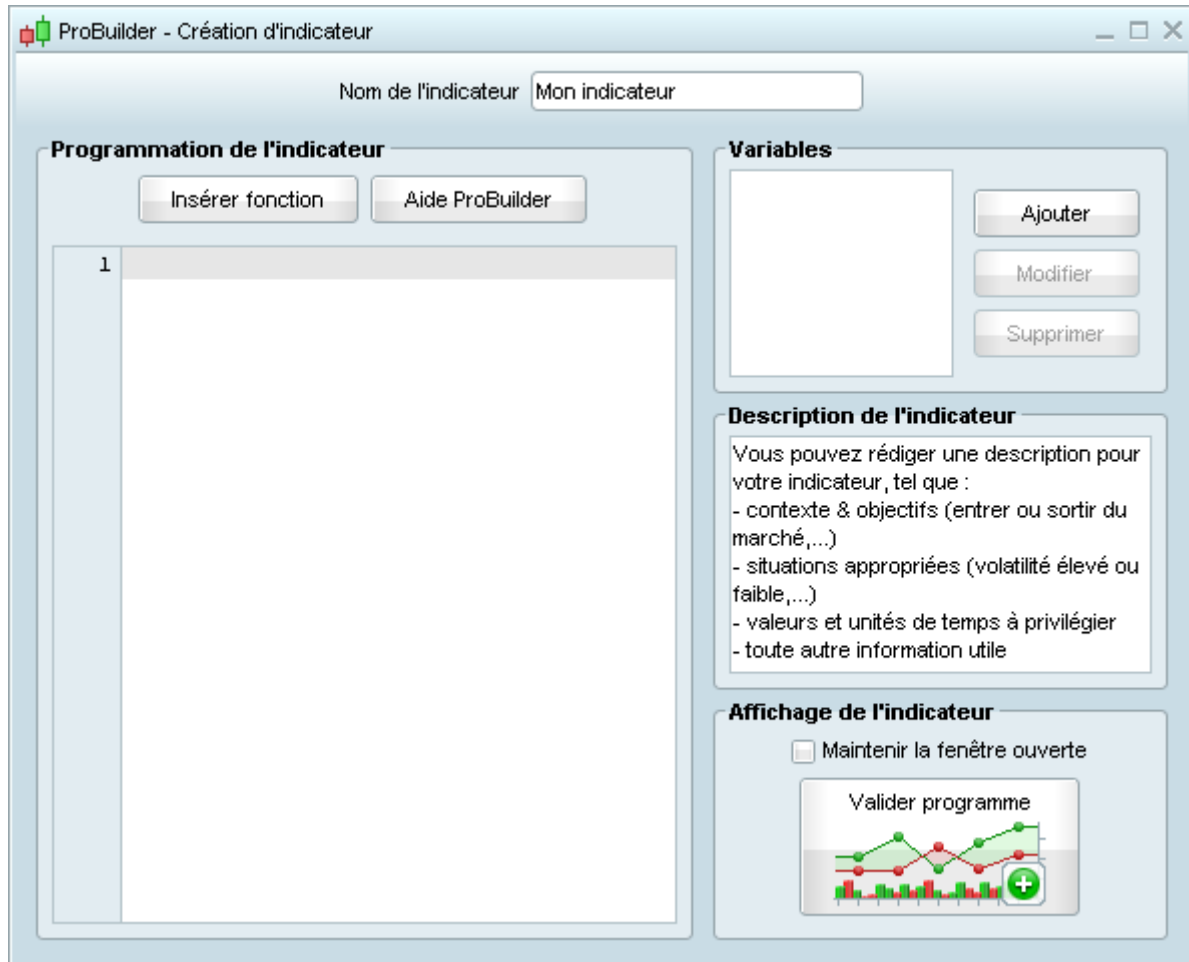 ProBuilder - Création d'indicateur
Nom de l'indicateur Mon indicateur
Programmation de l'indicateur
Insérer fonction Aide ProBuilder
1
Variables
Ajouter
Modifier
Supprimer
Description de l'indicateur
Vous pouvez rédiger une description pour
votre indicateur, tel que :
- contexte & objectifs (entrer ou sortir du
marché,...)
- situations appropriées (volatilité élevé ou
faible,...)
- valeurs et unités de temps à privilégier
- toute autre information utile
Affichage de l'indicateur
Maintenir la fenêtre ouverte
Valider programme